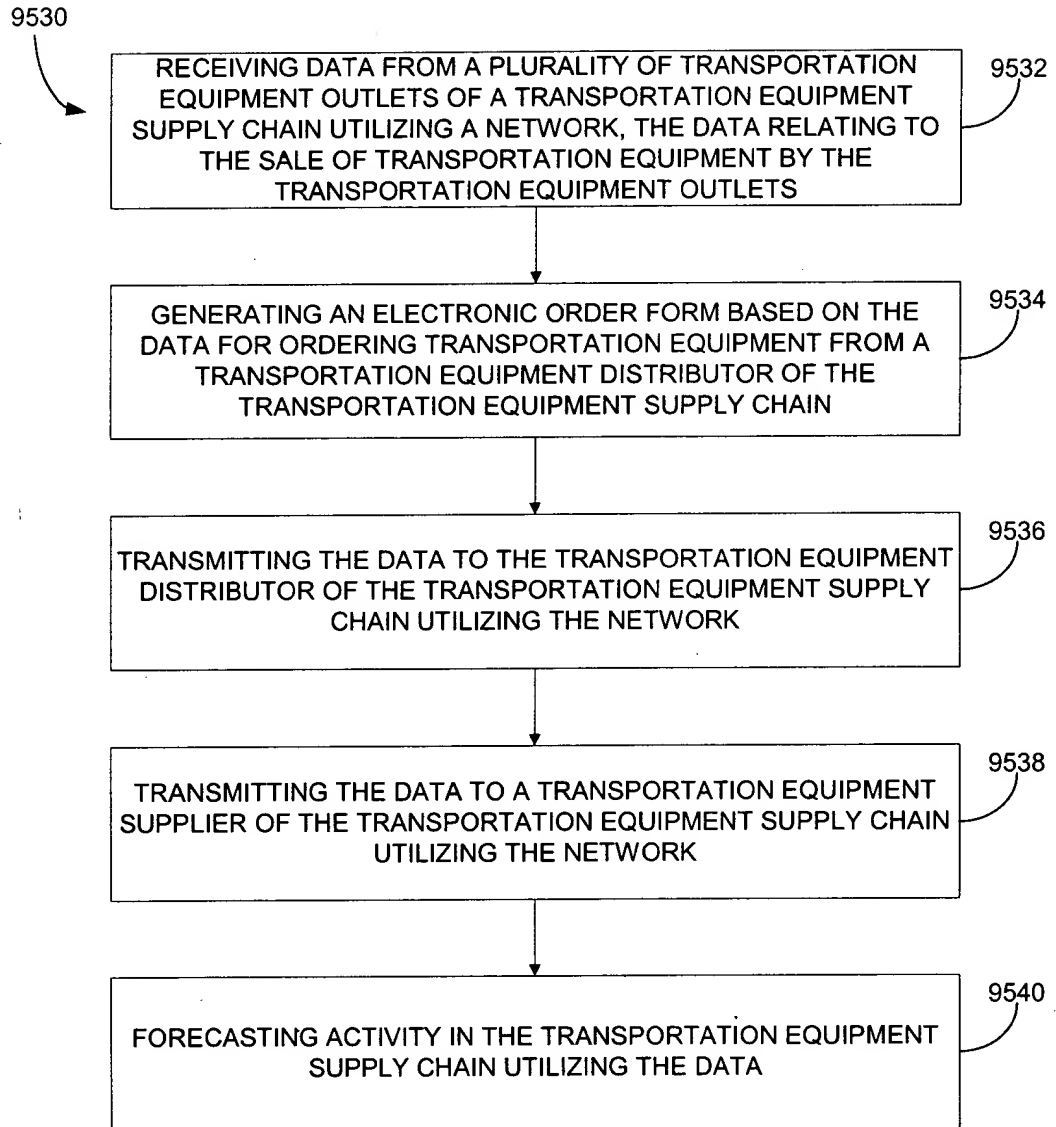 9530
RECEIVING DATA FROM A PLURALITY OF TRANSPORTATION
EQUIPMENT OUTLETS OF A TRANSPORTATION EQUIPMENT
SUPPLY CHAIN UTILIZING A NETWORK, THE DATA RELATING TO
THE SALE OF TRANSPORTATION EQUIPMENT BY THE
TRANSPORTATION EQUIPMENT OUTLETS
9532
GENERATING AN ELECTRONIC ORDER FORM BASED ON THE
DATA FOR ORDERING TRANSPORTATION EQUIPMENT FROM A
TRANSPORTATION EQUIPMENT DISTRIBUTOR OF THE
TRANSPORTATION EQUIPMENT SUPPLY CHAIN
9534
TRANSMITTING THE DATA TO THE TRANSPORTATION EQUIPMENT
DISTRIBUTOR OF THE TRANSPORTATION EQUIPMENT SUPPLY
CHAIN UTILIZING THE NETWORK
9536
TRANSMITTING THE DATA TO A TRANSPORTATION EQUIPMENT
SUPPLIER OF THE TRANSPORTATION EQUIPMENT SUPPLY CHAIN
UTILIZING THE NETWORK
9538
FORECASTING ACTIVITY IN THE TRANSPORTATION EQUIPMENT
SUPPLY CHAIN UTILIZING THE DATA
9540